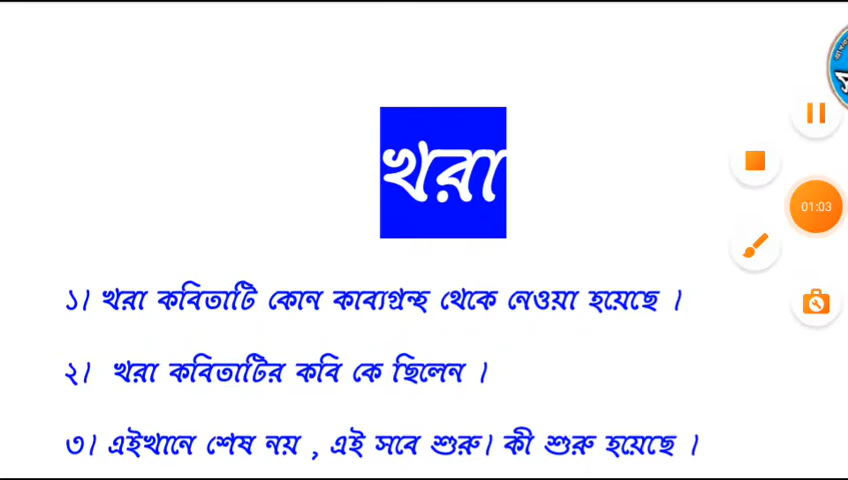 খরা
১। খরা কবিতাটি কোন কাব্যগ্রন্থ থেকে নেওয়া হয়েছে ।
২। খরা কবিতাটির কবি কে ছিলেন ।
৩। এইখানে শেষ নয় , এই সবে শুরু। কী শুরু হয়েছে ।
01:03